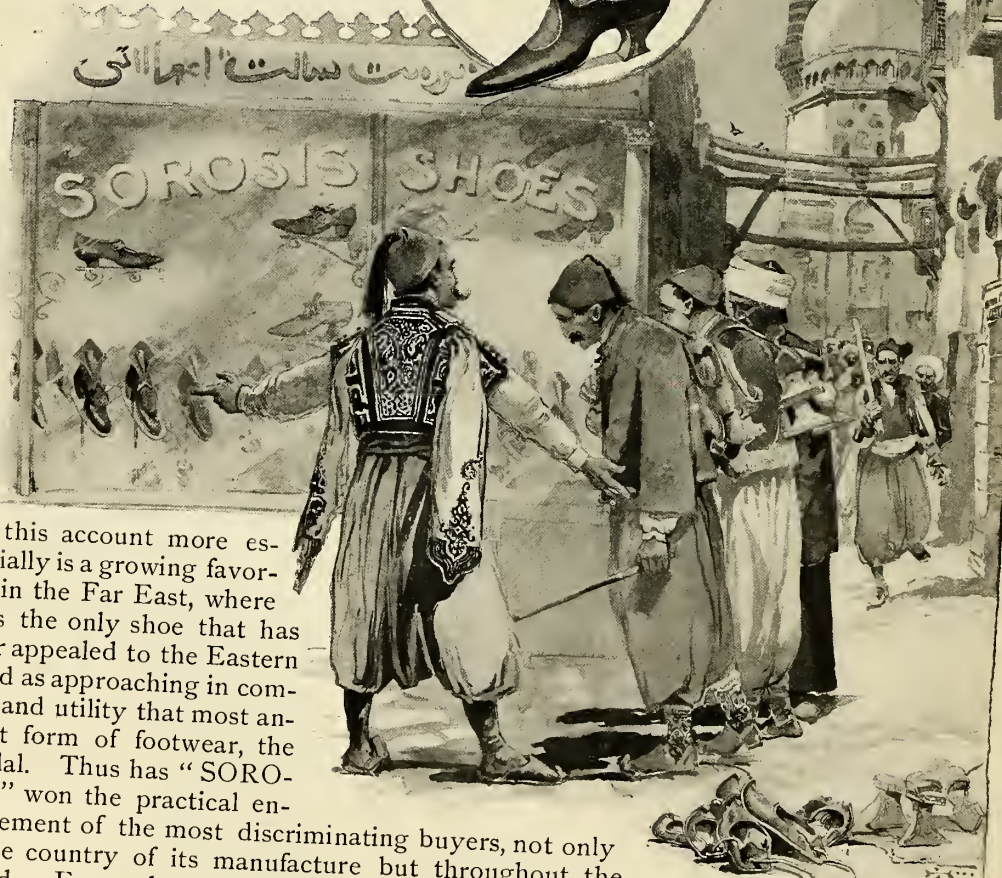 SOROSIS SHOES
this account more es-
ially is a growing favor-
in the Far East, where
s the only shoe that has
r appealed to the Eastern
d as approaching in com-
and utility that most an-
t form of footwear, the
dal. Thus has “ SORO-
” won the practical en-
ement of the most discriminating buyers, not only
e country of its manufacture but throughout the